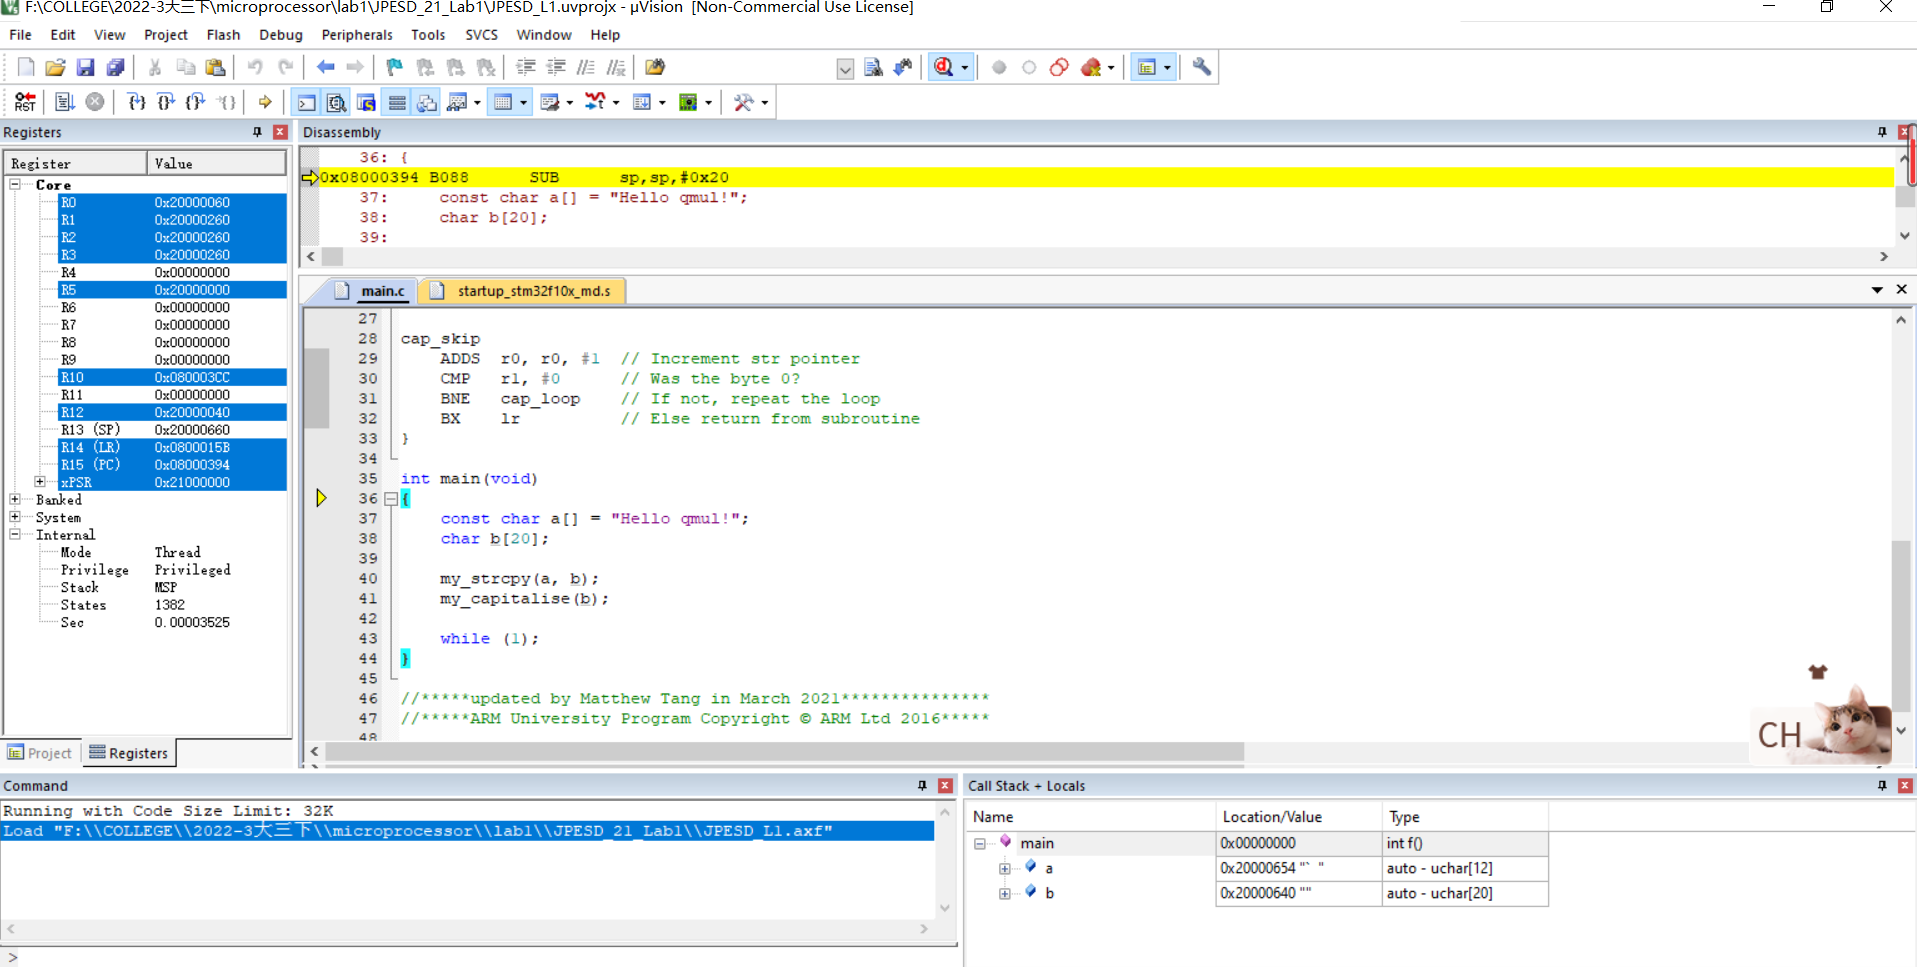 F:\COLLEGE\2022-3大三下\microprocessor\lab1\JPESD_21_Lab1\JPESD_L1.uvprojx - µVision  [Non-Commercial Use License]
File Edit View Project Flash Debug Peripherals Tools SVCS Window Help
RST
Registers
Register Value
Core
R0 0x20000060
R1 0x20000260
R2 0x20000260
R3 0x20000260
R4 0x00000000
R5 0x20000000
R6 0x00000000
R7 0x00000000
R8 0x00000000
R9 0x00000000
R10 0x080003CC
R11 0x00000000
R12 0x20000040
R13 (SP) 0x20000660
R14 (LR) 0x0800015B
R15 (PC) 0x08000394
xPSR 0x21000000
Banked
System
Internal
Mode Thread
Privilege Privileged
Stack MSP
States 1382
Sec 0.00003525
Project Registers
Disassembly
36: {
0x08000394 B088 SUB sp,sp,#0x20
37: const char a[] = "Hello qmul!";
38: char b[20];
39:
main.c startup_stm32f10x_md.s
27
28 cap_skip
29 ADDS r0, r0, #1 // Increment str pointer
30 CMP r1, #0 // Was the byte 0?
31 BNE cap_loop // If not, repeat the loop
32 BX lr // Else return from subroutine
33 }
34
35 int main(void)
36 {
37 const char a[] = "Hello qmul!";
38 char b[20];
39
40 my_strcpy(a, b);
41 my_capitalise(b);
42
43 while (1);
44 }
45
46 //*****updated by Matthew Tang in March 2021***************
47 //*****ARM University Program Copyright © ARM Ltd 2016*****
48
CH
Command
Running with Code Size Limit: 32K
Load "F:\\COLLEGE\\2022-3大三下\\microprocessor\\lab1\\JPESD_21_Lab1\\JPESD_L1.axf"
>
Call Stack + Locals
Name Location/Value Type
main 0x00000000 int f()
a 0x20000654 "` " auto - uchar[12]
b 0x20000640 "" auto - uchar[20]